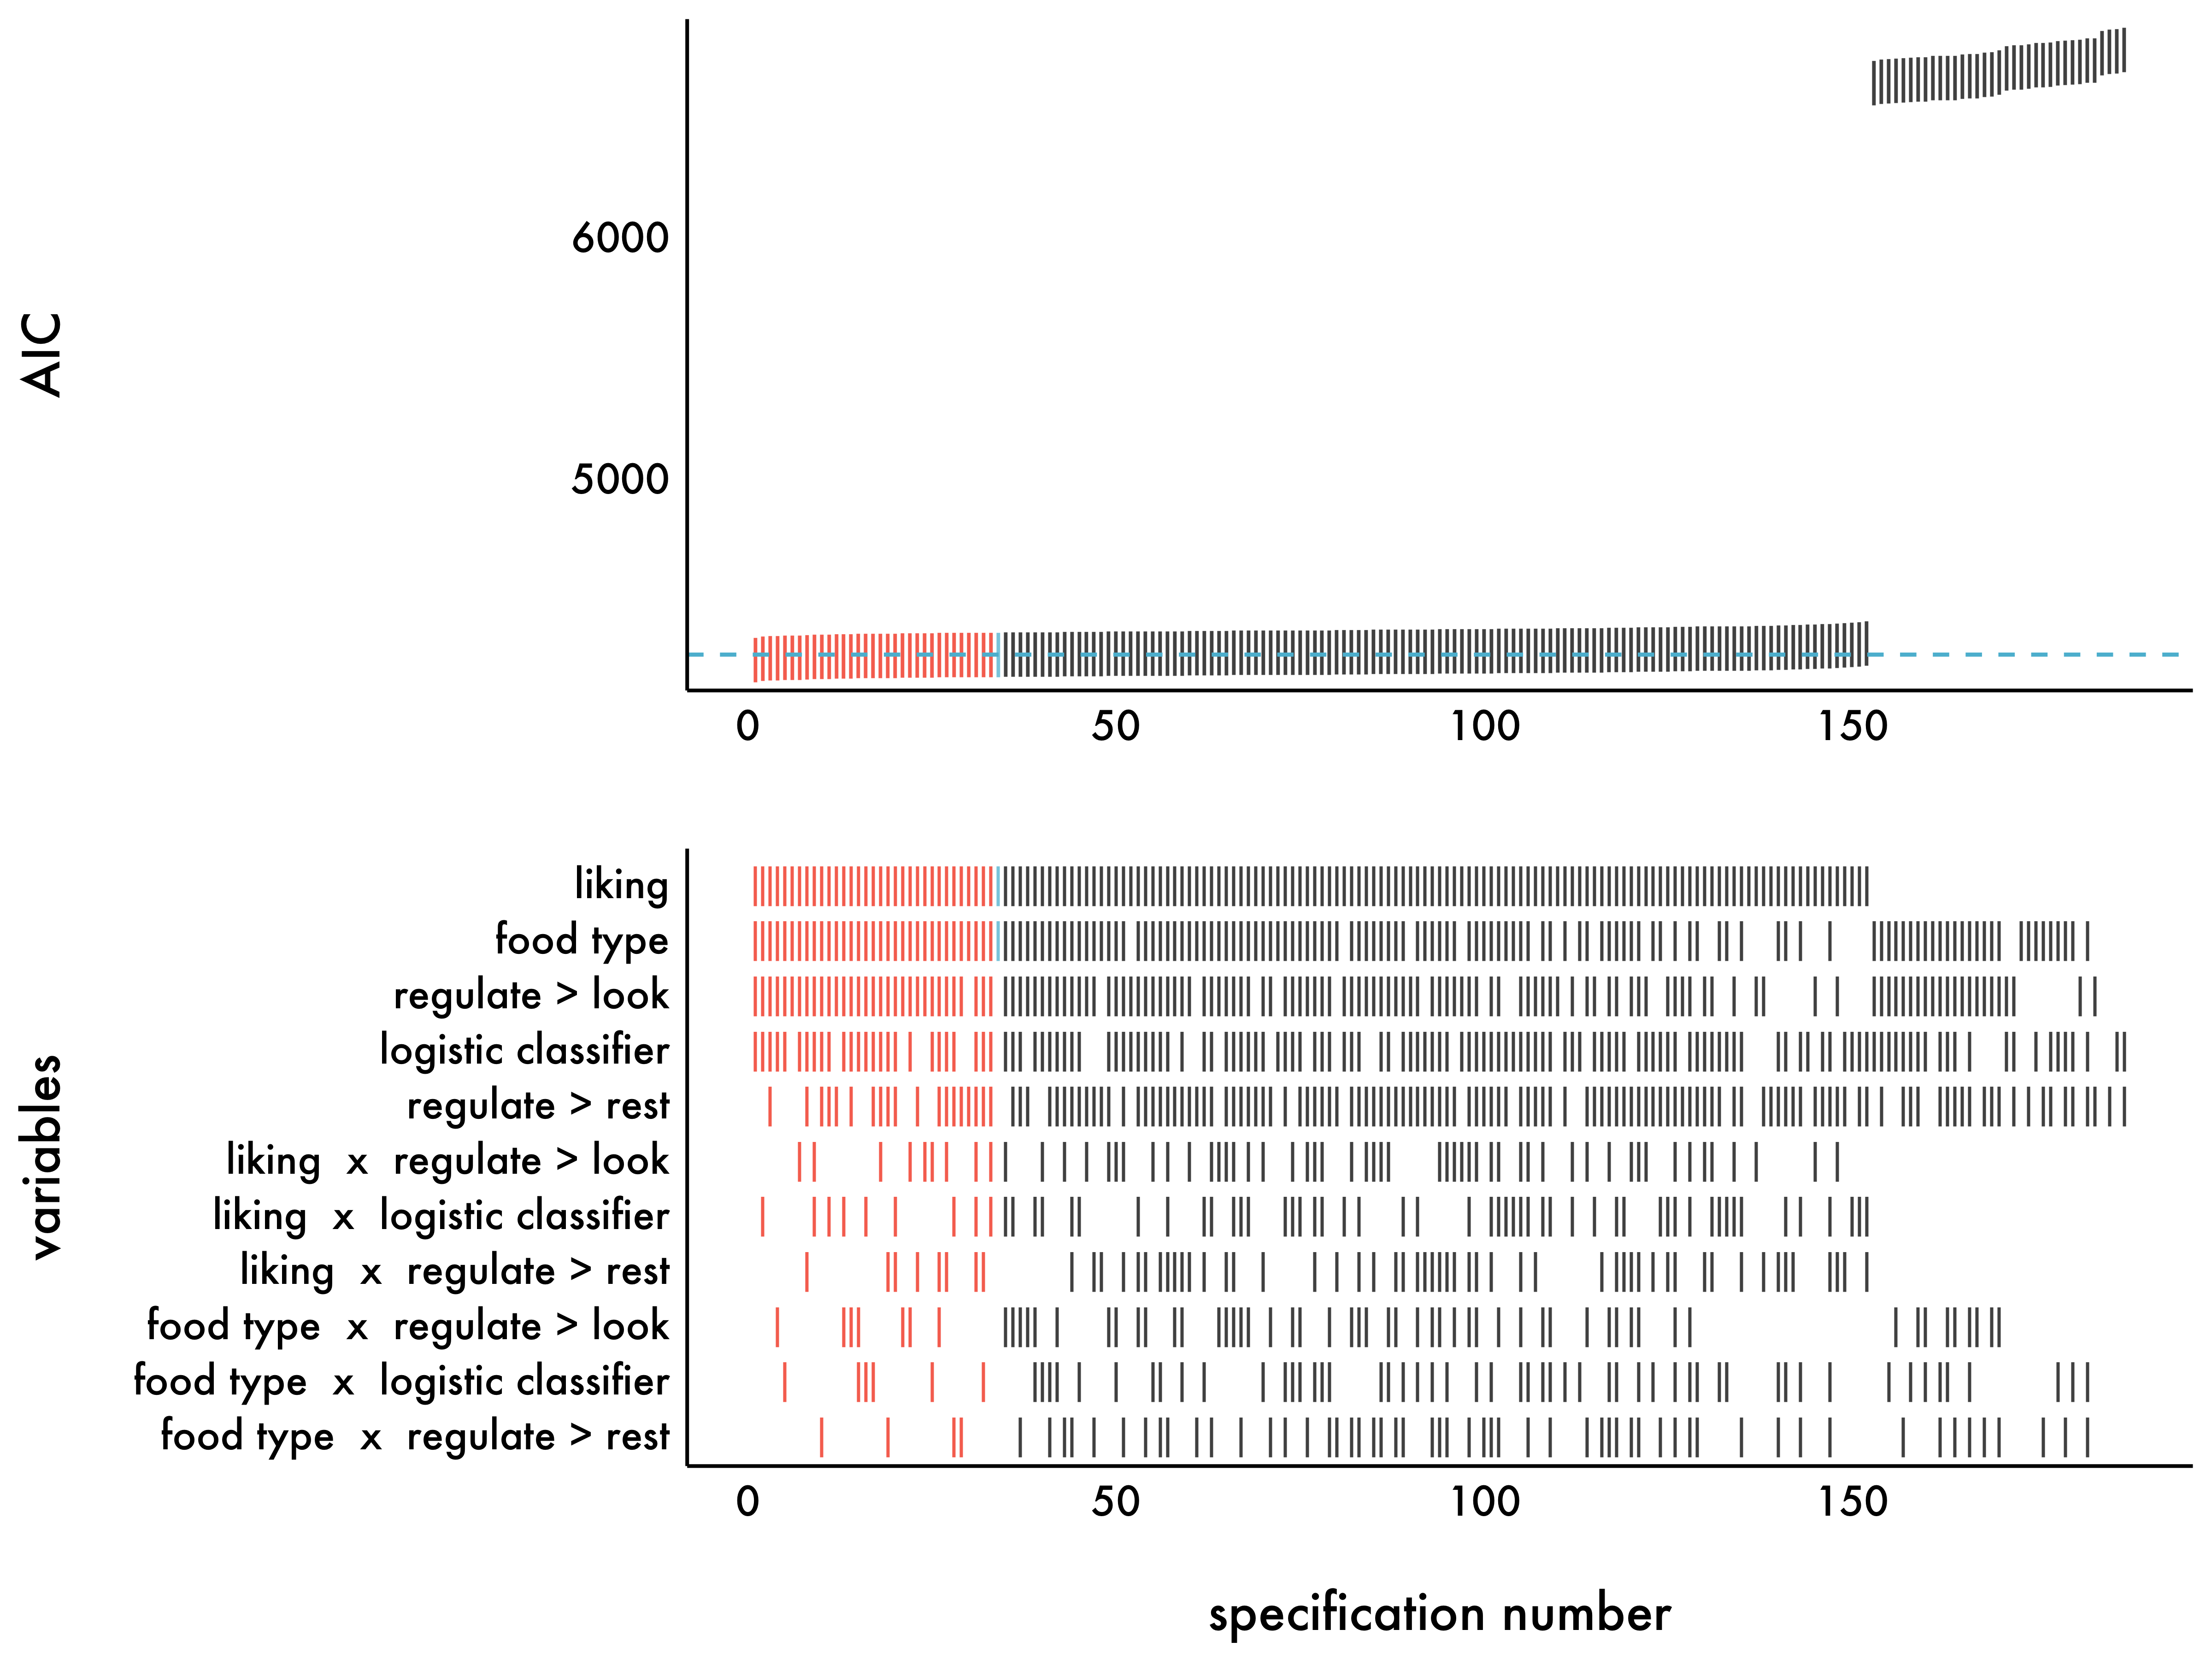 AIC
6000
5000
0 50 100 150
variables
liking
food type
regulate > look
logistic classifier
regulate > rest
liking x regulate > look
liking x logistic classifier
liking x regulate > rest
food type x regulate > look
food type x logistic classifier
food type x regulate > rest
0 50 100 150
specification number